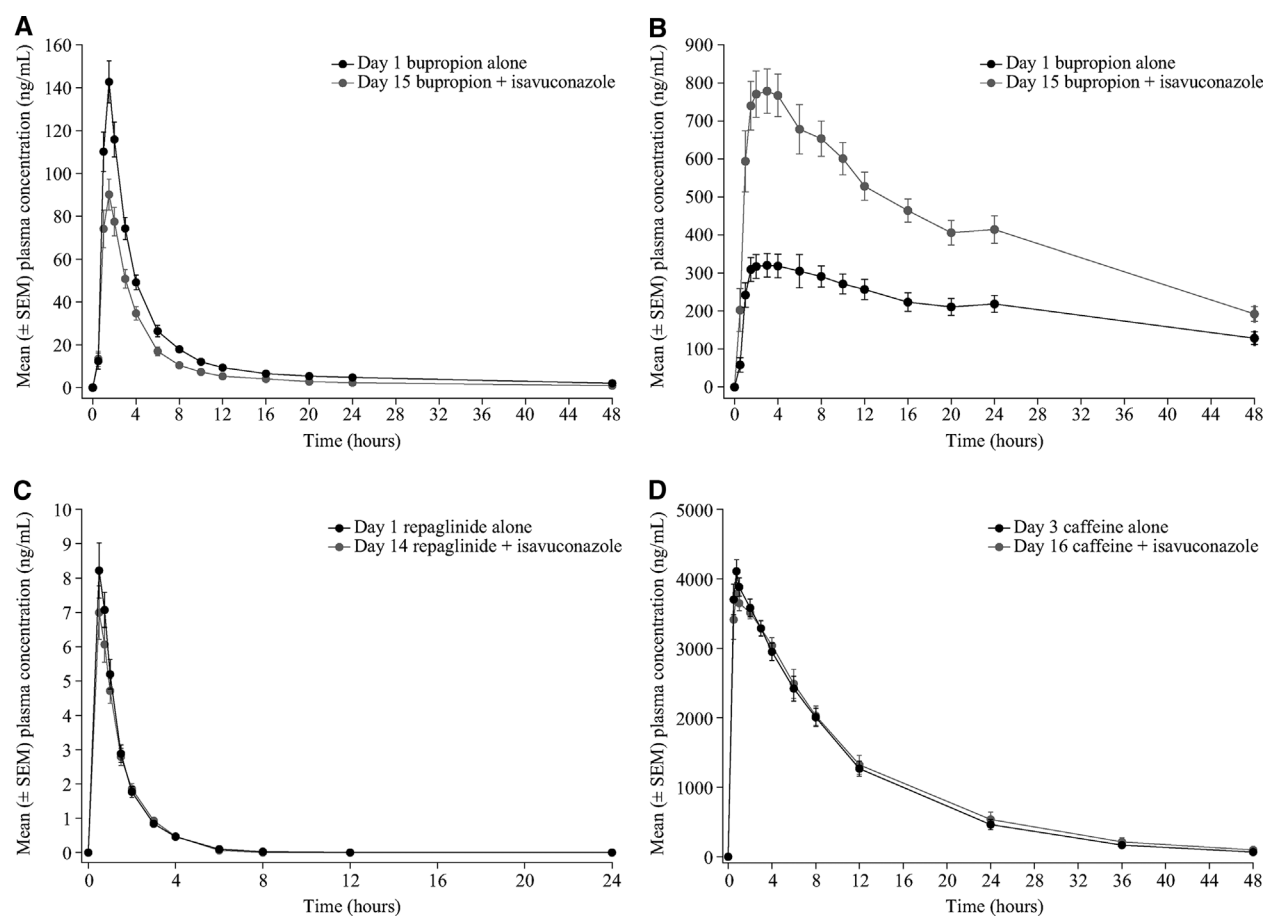 A
Mean (± SEM) plasma concentration (ng/mL)
160
140
120
100
80
60
40
20
0
Day 1 bupropion alone
Day 15 bupropion + isavuconazole
0 4 8 12 16 20 24 28 32 36 40 44 48
Time (hours)
B
Mean (± SEM) plasma concentration (ng/mL)
900
800
700
600
500
400
300
200
100
0
Day 1 bupropion alone
Day 15 bupropion + isavuconazole
0 4 8 12 16 20 24 28 32 36 40 44 48
Time (hours)
C
Mean (± SEM) plasma concentration (ng/mL)
10
9
8
7
6
5
4
3
2
1
0
Day 1 repaglinide alone
Day 14 repaglinide + isavuconazole
0 4 8 12 16 20 24
Time (hours)
D
Mean (± SEM) plasma concentration (ng/mL)
5000
4000
3000
2000
1000
0
Day 3 caffeine alone
Day 16 caffeine + isavuconazole
0 4 8 12 16 20 24 28 32 36 40 44 48
Time (hours)